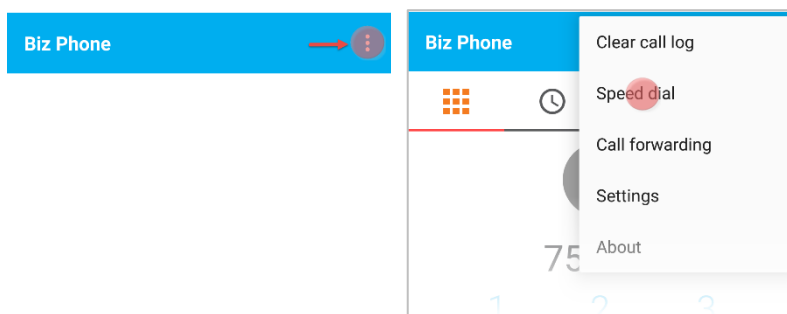 Biz Phone
Biz Phone
Clear call log
Speed dial
Call forwarding
Settings
About
75
1 2 3